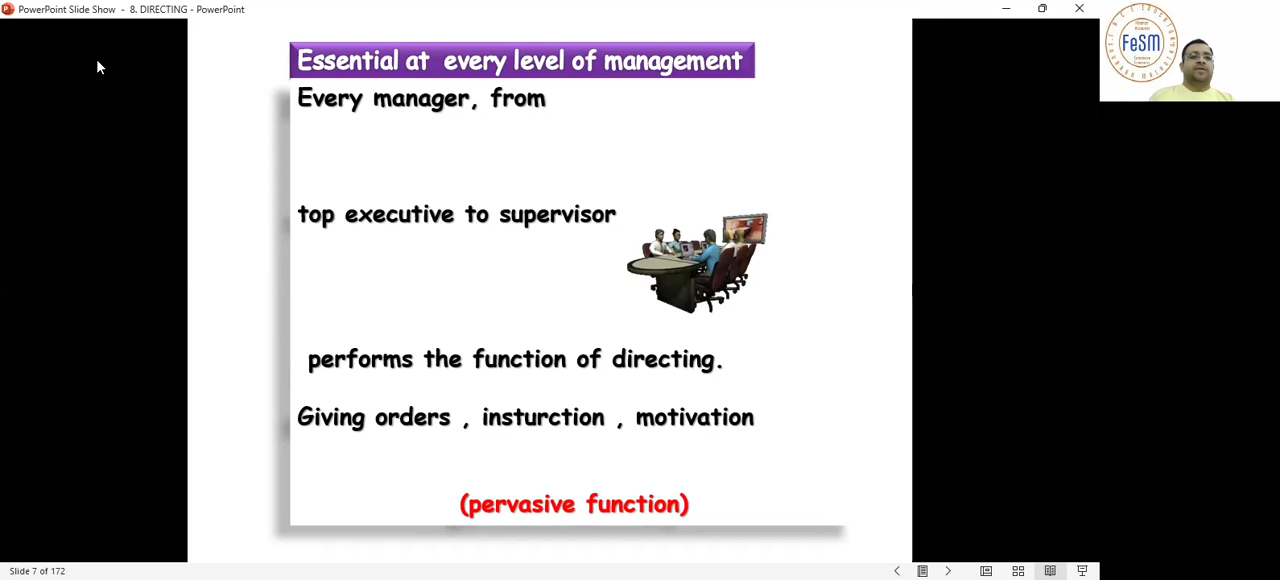 PowerPoint Slide Show - 8. DIRECTING - PowerPoint
Essential at every level of management
Every manager, from
top executive to supervisor
performs the function of directing.
Giving orders , insturction , motivation
(pervasive function)
FeSM
Slide 7 of 172